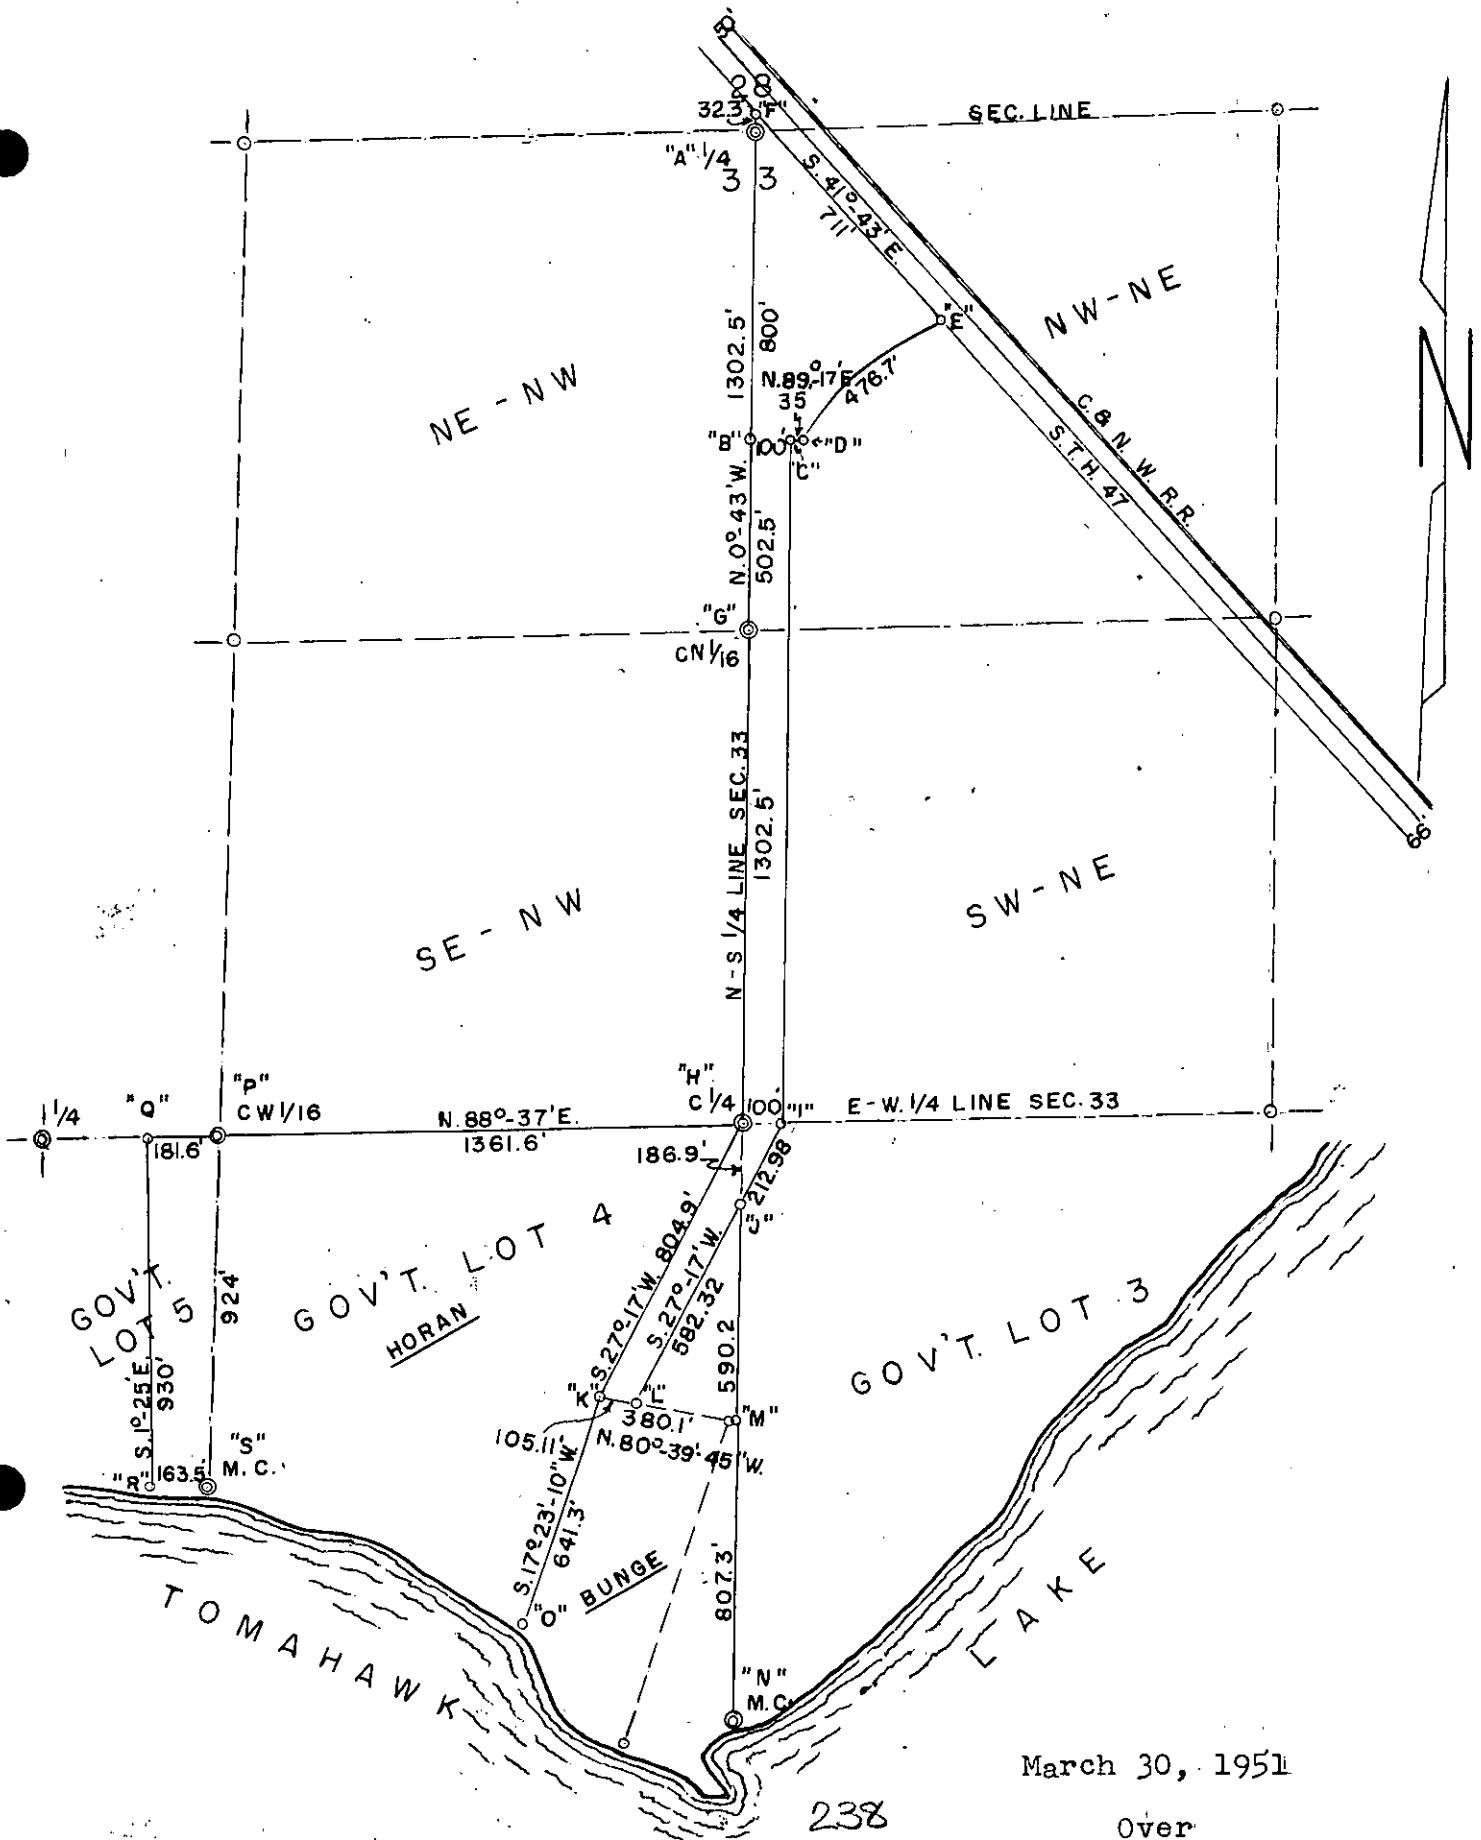 50'
28
32.3' "F"
SEC. LINE
"A" 1/4
33
S. 41°-43' E.
711'
"E"
NW-NE
NE-NW
1302.5'
800'
N. 89°-17' E
35'
476.7'
"B"
100'
"D"
"C"
C. & N. W. R. R.
S. T. H. 47
N. 0°-43' W.
502.5'
"G"
CN 1/16
66'
N-S 1/4 LINE SEC. 33
1302.5'
SE-NW
SW-NE
N
1/4
"Q"
"P"
CW 1/16
N. 88°-37' E.
1361.6'
"H"
C 1/4
100'
"I"
E-W. 1/4 LINE SEC. 33
181.6'
186.9'
212.98
"J"
S. 27°-17' W. 804.9'
S. 27°-17' W.
582.32
590.2
GOV'T.
LOT 5
GOV'T. LOT 4
HORAN
GOV'T. LOT 3
924'
S. 1°-25' E.
930'
"K"
"L"
"M"
105.11'
380.1'
N. 80°-39'-45" W.
"R"
163.5'
"S"
M. C.
S. 17°-23'-10" W.
641.3'
"O"
BUNGE
807.3'
"N"
M. C.
TOMAHAWK
LAKE
March 30, 1951
238
Over